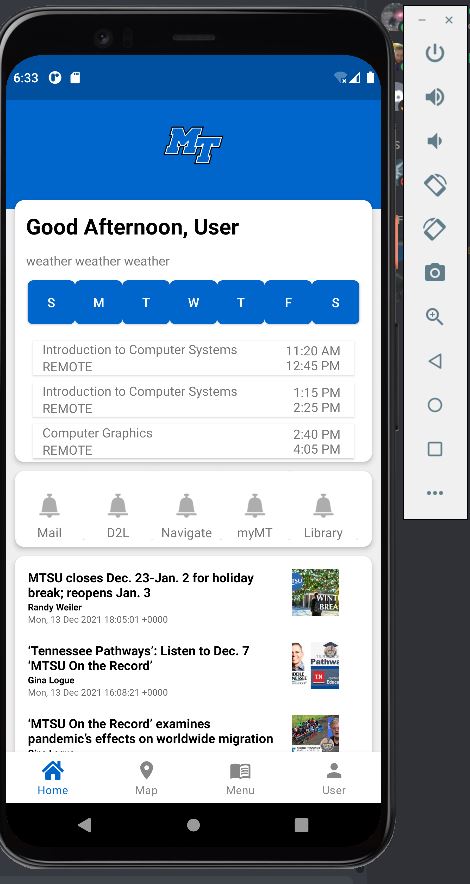 6:33
MT
Good Afternoon, User
weather weather weather
S M T W T F S
Introduction to Computer Systems 11:20 AM
REMOTE 12:45 PM
Introduction to Computer Systems 1:15 PM
REMOTE 2:25 PM
Computer Graphics 2:40 PM
REMOTE 4:05 PM
Mail D2L Navigate myMT Library
MTSU closes Dec. 23-Jan. 2 for holiday
break; reopens Jan. 3
Randy Weiler
Mon, 13 Dec 2021 18:05:01 +0000
‘Tennessee Pathways’: Listen to Dec. 7
‘MTSU On the Record’
Gina Logue
Mon, 13 Dec 2021 16:08:21 +0000
‘MTSU On the Record’ examines
pandemic’s effects on worldwide migration
Home Map Menu User